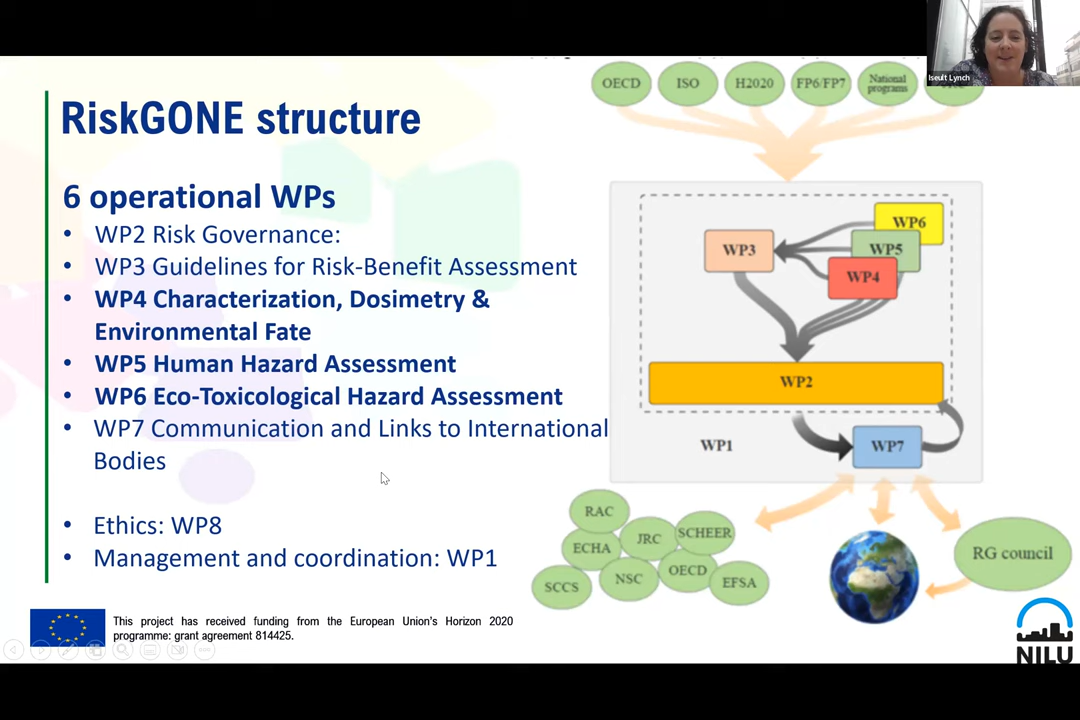 Iseult Lynch
OECD
ISO
H2020
FP6/FP7
National
programs
RiskGONE structure
6 operational WPs
• WP2 Risk Governance:
• WP3 Guidelines for Risk-Benefit Assessment
• WP4 Characterization, Dosimetry &
Environmental Fate
• WP5 Human Hazard Assessment
• WP6 Eco-Toxicological Hazard Assessment
• WP7 Communication and Links to International
Bodies
• Ethics: WP8
• Management and coordination: WP1
WP6
WP3
WP5
WP4
WP2
WP1
WP7
RAC
ECHA
JRC
SCHEER
SCCS
NSC
OECD
EFSA
RG council
This project has received funding from the European Union's Horizon 2020
programme: grant agreement 814425.
NILU